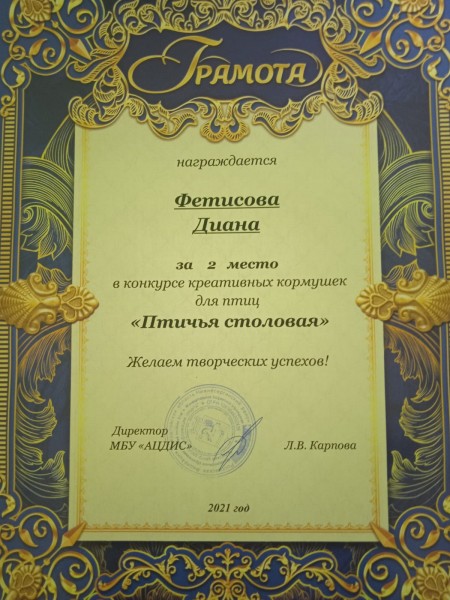 Грамота
награждается
Фетисова
Диана
за 2 место
в конкурсе креативных кормушек
для птиц
«Птичья столовая»
Желаем творческих успехов!
Директор
МБУ «АЦДИС» Л.В. Карпова
2021 год